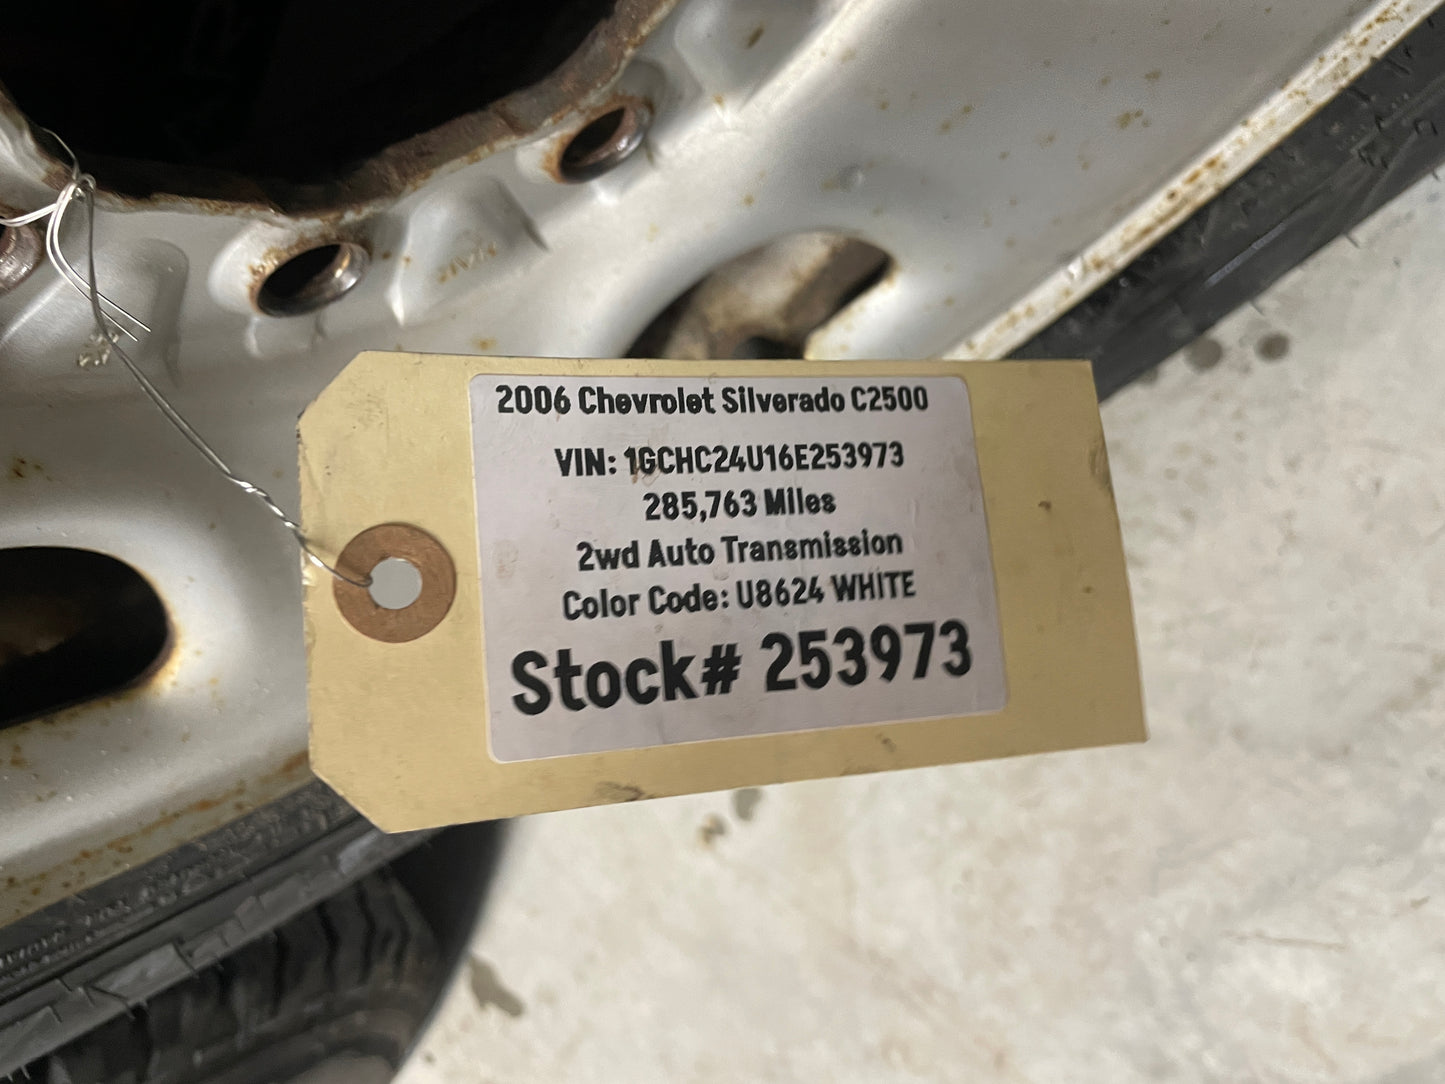 2006 Chevrolet Silverado C2500
VIN: 1GCHC24U16E253973
285,763 Miles
2wd Auto Transmission
Color Code: U8624 WHITE
Stock# 253973